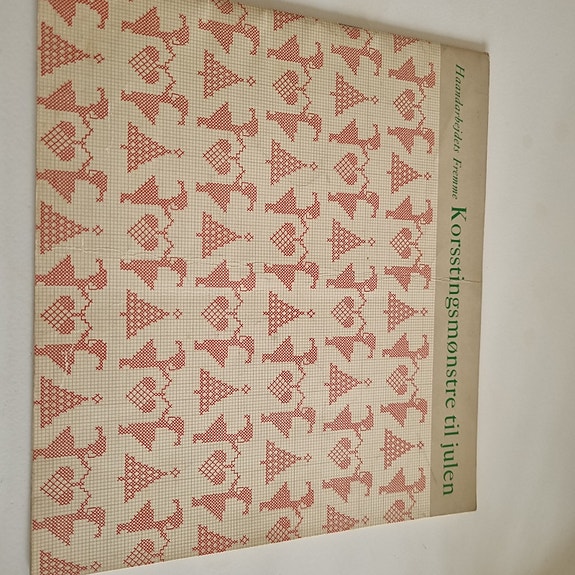 Haandarbejdets Fremme
Korsstingsmønstre til julen